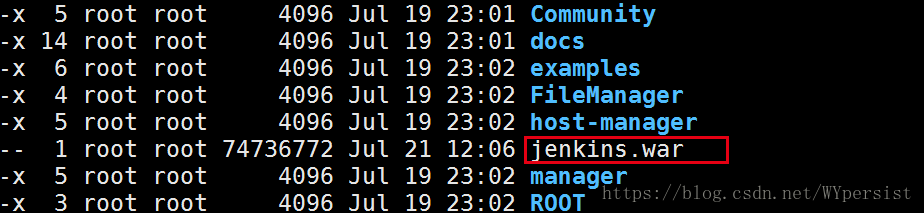 -x 5 root root 4096 Jul 19 23:01 Community
-x 14 root root 4096 Jul 19 23:01 docs
-x 6 root root 4096 Jul 19 23:02 examples
-x 4 root root 4096 Jul 19 23:02 FileManager
-x 5 root root 4096 Jul 19 23:02 host-manager
-- 1 root root 74736772 Jul 21 12:06 jenkins.war
-x 5 root root 4096 Jul 19 23:02 manager
https://blog.csdn.net/WYpersist
-x 3 root root 4096 Jul 19 23:02 ROOT